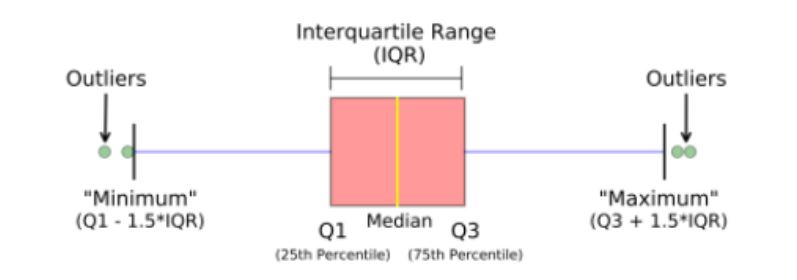 Interquartile Range
(IQR)
Outliers
Outliers
"Minimum"
(Q1 - 1.5*IQR)
"Maximum"
(Q3 + 1.5*IQR)
Q1
Median
Q3
(25th Percentile)
(75th Percentile)